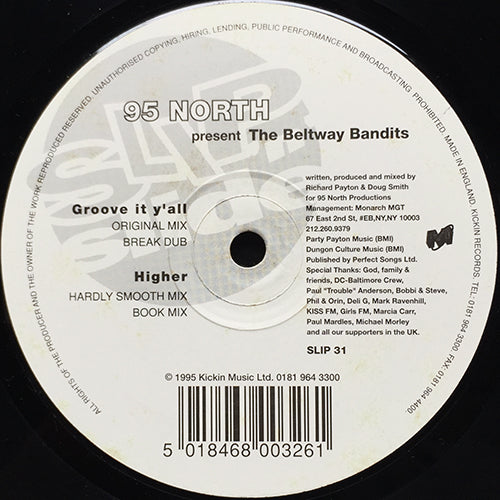 ALL RIGHTS OF THE PRODUCER AND THE OWNER OF THE WORK REPRODUCED RESERVED. UNAUTHORISED COPYING, HIRING, LENDING, PUBLIC PERFORMANCE AND BROADCASTING PROHIBITED. MADE IN ENGLAND. KICKIN RECORDS. TEL: 0181 964 3300 FAX: 0181 964 4400
SLIP
side
95 NORTH
present The Beltway Bandits
Groove it y'all
ORIGINAL MIX
BREAK DUB
Higher
HARDLY SMOOTH MIX
BOOK MIX
written, produced and mixed by
Richard Payton & Doug Smith
for 95 North Productions
Management: Monarch MGT
67 East 2nd St, #EB,NY,NY 10003
212.260.9379
Party Payton Music (BMI)
Dungon Culture Music (BMI)
Published by Perfect Songs Ltd.
Special Thanks: God, family &
friends, DC-Baltimore Crew,
Paul "Trouble" Anderson, Bobbi & Steve,
Phil & Orin, Deli G, Mark Ravenhill,
KISS FM, Girls FM, Marcia Carr,
Paul Mardles, Michael Morley
and all our supporters in the UK.
SLIP 31
M
© 1995 Kickin Music Ltd. 0181 964 3300
5 018468 003261